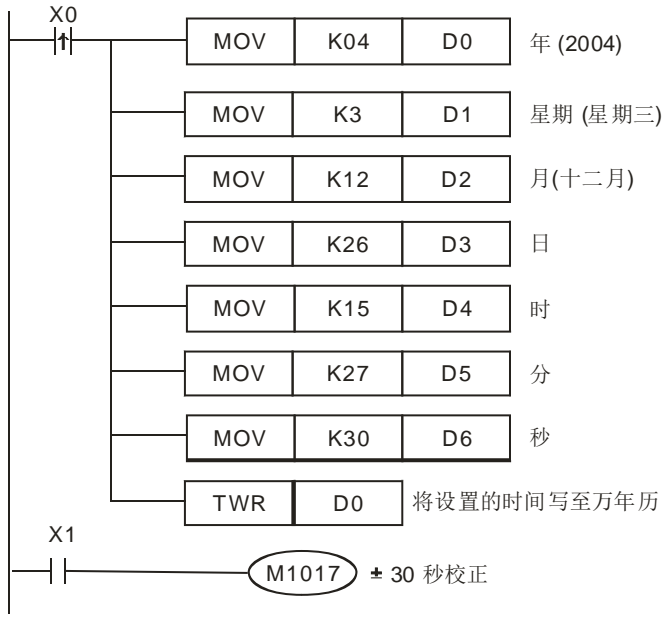 X0
MOV K04 D0 年 (2004)
MOV K3 D1 星期 (星期三)
MOV K12 D2 月(十二月)
MOV K26 D3 日
MOV K15 D4 时
MOV K27 D5 分
MOV K30 D6 秒
TWR D0 将设置的时间写至万年历
X1
M1017 ± 30 秒校正